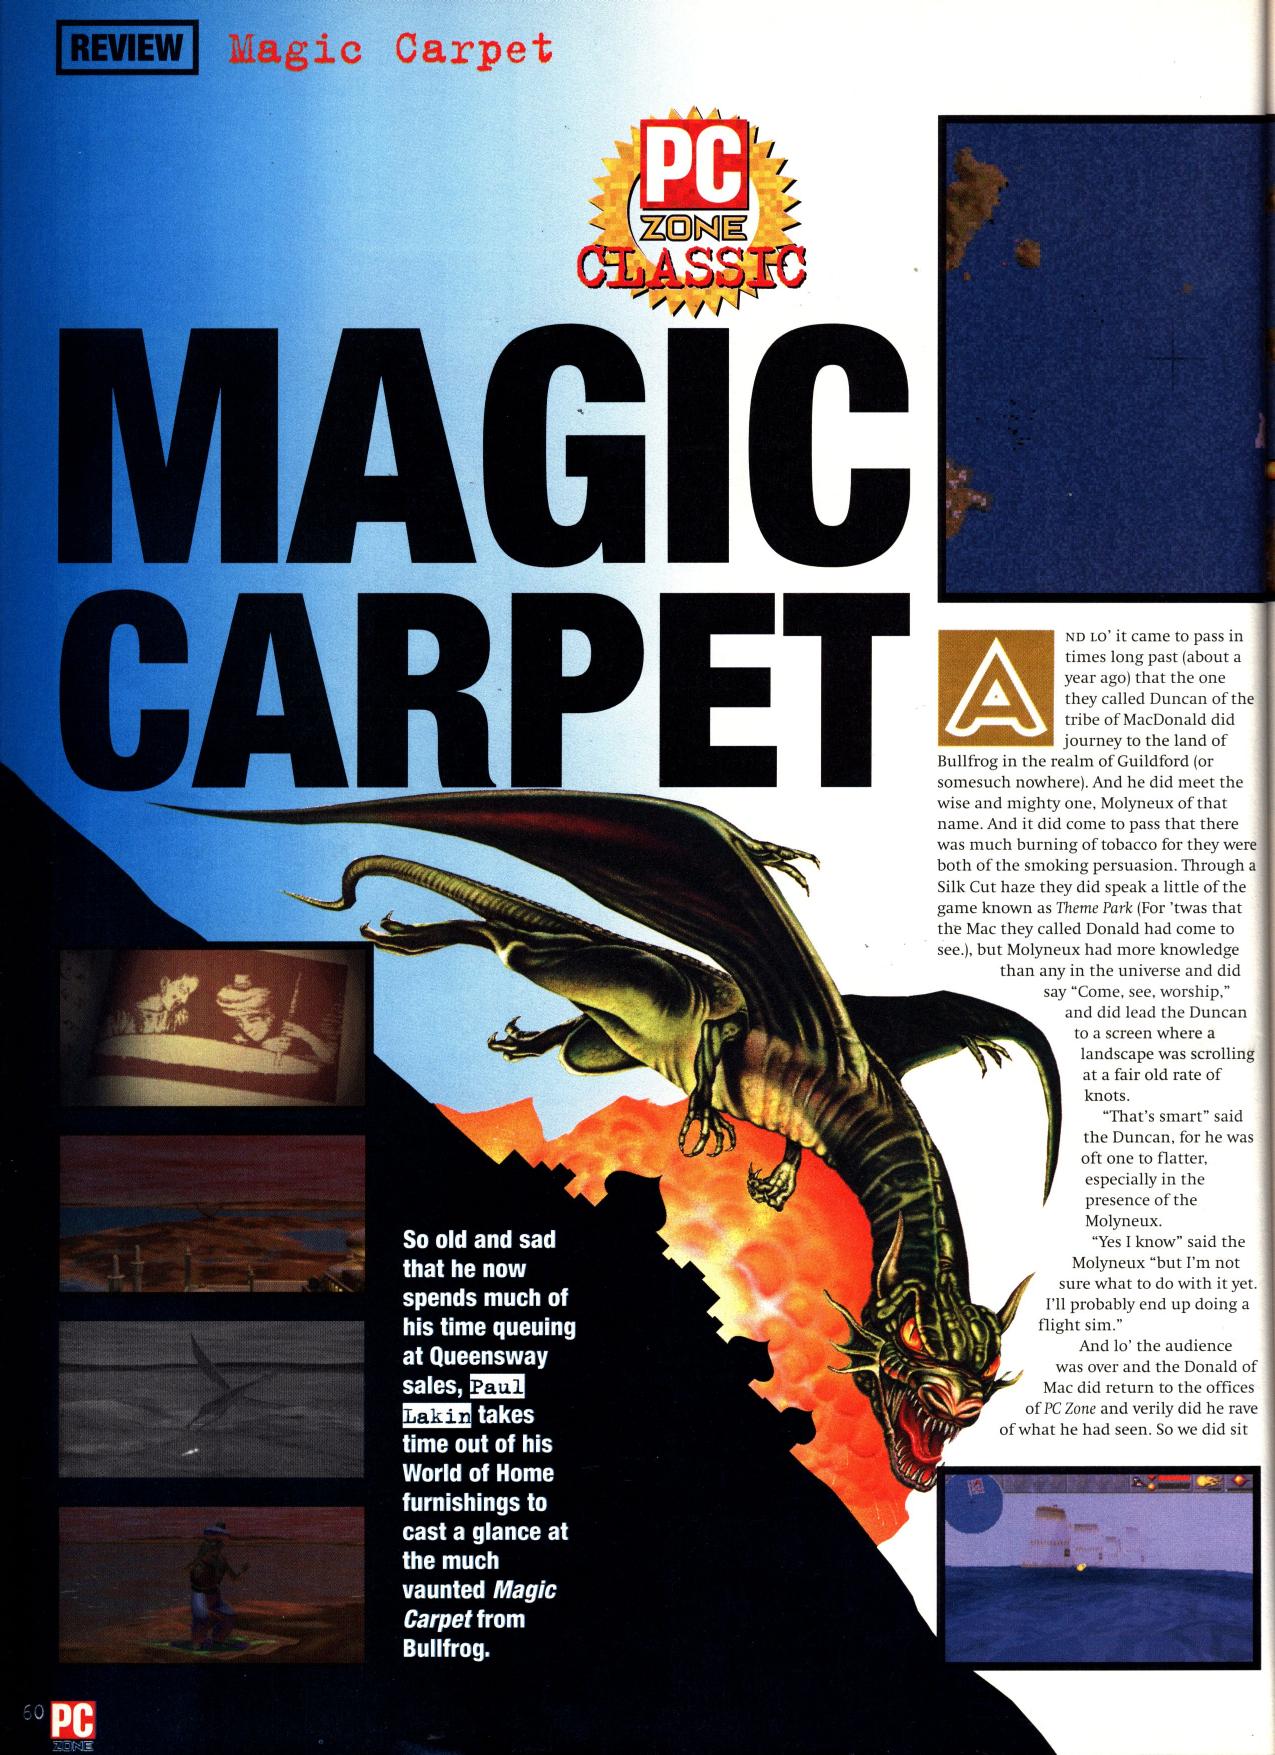 REVIEW Magic Carpet
PC
ZONE
CLASSIC
MAGIC
CARPET
So old and sad
that he now
spends much of
his time queuing
at Queensway
sales, Paul
Lakin takes
time out of his
World of Home
furnishings to
cast a glance at
the much
vaunted Magic
Carpet from
Bullfrog.
AND LO' it came to pass in
times long past (about a
year ago) that the one
they called Duncan of the
tribe of MacDonald did
journey to the land of
Bullfrog in the realm of Guildford (or
somesuch nowhere). And he did meet the
wise and mighty one, Molyneux of that
name. And it did come to pass that there
was much burning of tobacco for they were
both of the smoking persuasion. Through a
Silk Cut haze they did speak a little of the
game known as Theme Park (For 'twas that
the Mac they called Donald had come to
see.), but Molyneux had more knowledge
than any in the universe and did
say “Come, see, worship,”
and did lead the Duncan
to a screen where a
landscape was scrolling
at a fair old rate of
knots.
“That's smart” said
the Duncan, for he was
oft one to flatter,
especially in the
presence of the
Molyneux.
“Yes I know” said the
Molyneux “but I'm not
sure what to do with it yet.
I'll probably end up doing a
flight sim.”
And lo' the audience
was over and the Donald of
Mac did return to the offices
of PC Zone and verily did he rave
of what he had seen. So we did sit
60 PC
ZONE